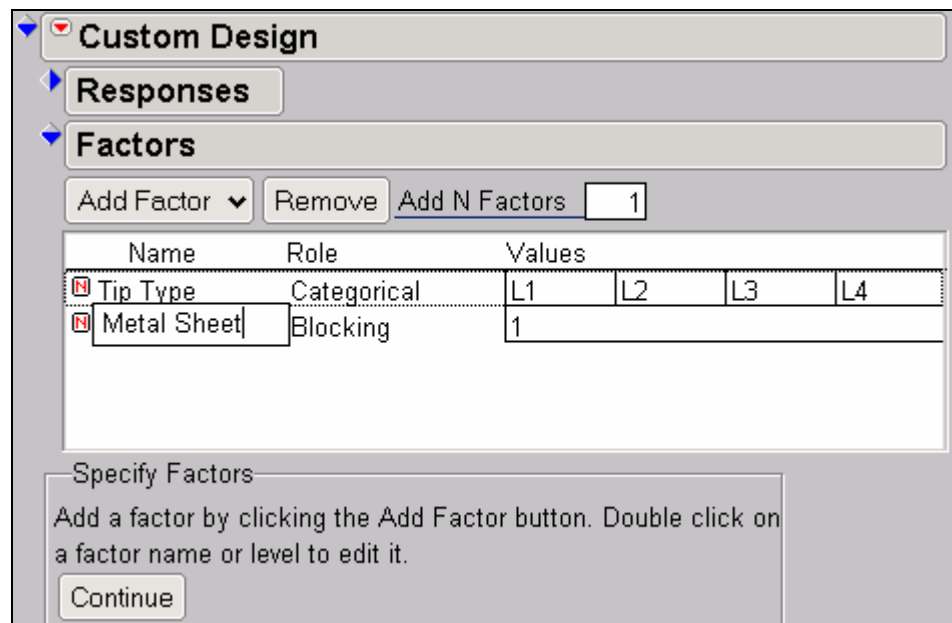 Custom Design
Responses
Factors
Add Factor Remove Add N Factors 1
Name Role Values
N Tip Type Categorical L1 L2 L3 L4
N Metal Sheet Blocking 1
Specify Factors
Add a factor by clicking the Add Factor button. Double click on
a factor name or level to edit it.
Continue